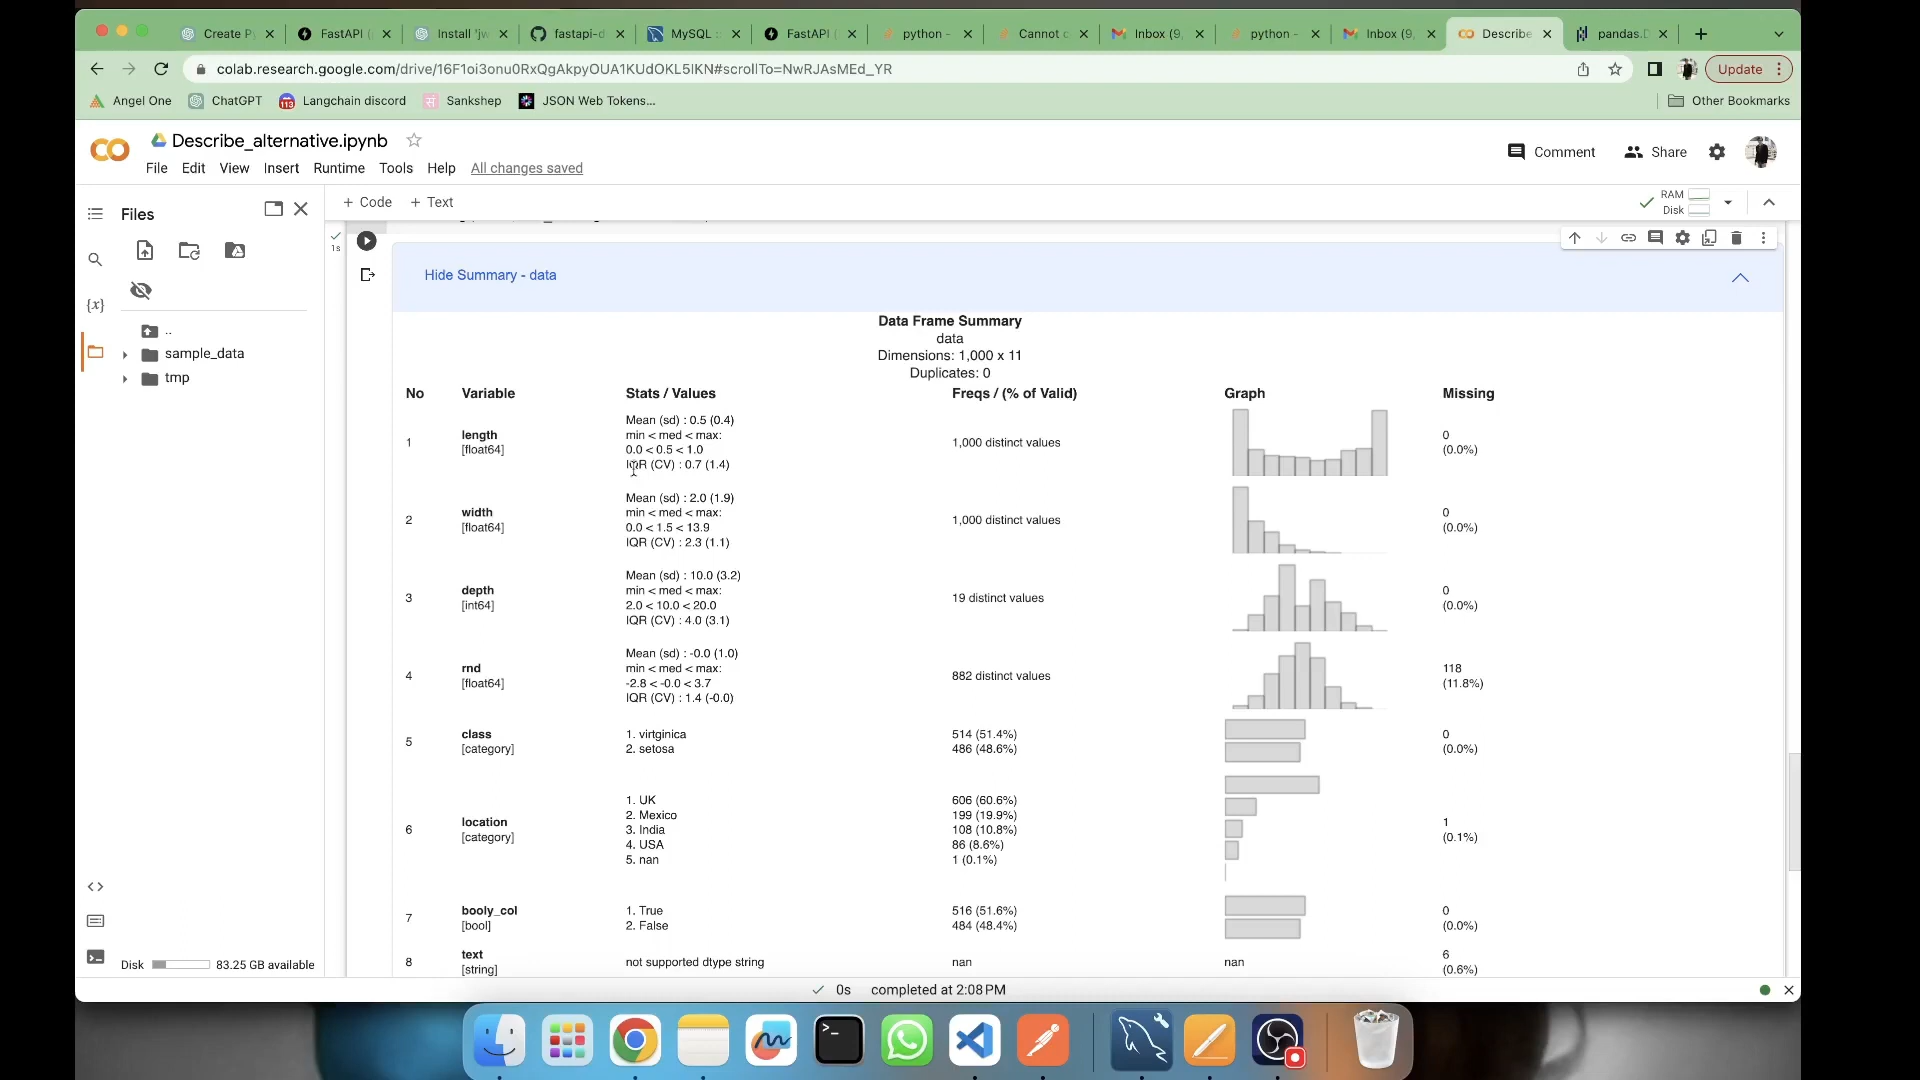 Create P
FastAPI (
Install 'jw
fastapi-d
MySQL
FastAPI (
python -
Cannot c
Inbox (9,
python -
Inbox (9,
Describe
pandas.D
colab.research.google.com/drive/16F1oi3onu0RxQgAkpyOUA1KUdOKL5IKN#scrollTo=NwRJAsMEd_YR
Update
Angel One
ChatGPT
113
Langchain discord
Sankshep
JSON Web Tokens...
Other Bookmarks
Describe_alternative.ipynb
File Edit View Insert Runtime Tools Help All changes saved
Comment
Share
Files
+ Code + Text
RAM
Disk
1s
{x}
..
sample_data
tmp
Disk
83.25 GB available
Hide Summary - data
Data Frame Summary
data
Dimensions: 1,000 x 11
Duplicates: 0
No Variable Stats / Values Freqs / (% of Valid) Graph Missing
1
length
[float64]
Mean (sd) : 0.5 (0.4)
min < med < max:
0.0 < 0.5 < 1.0
IQR (CV) : 0.7 (1.4)
1,000 distinct values
0
(0.0%)
2
width
[float64]
Mean (sd) : 2.0 (1.9)
min < med < max:
0.0 < 1.5 < 13.9
IQR (CV) : 2.3 (1.1)
1,000 distinct values
0
(0.0%)
3
depth
[int64]
Mean (sd) : 10.0 (3.2)
min < med < max:
2.0 < 10.0 < 20.0
IQR (CV) : 4.0 (3.1)
19 distinct values
0
(0.0%)
4
rnd
[float64]
Mean (sd) : -0.0 (1.0)
min < med < max:
-2.8 < -0.0 < 3.7
IQR (CV) : 1.4 (-0.0)
882 distinct values
118
(11.8%)
5
class
[category]
1. virtginica
2. setosa
514 (51.4%)
486 (48.6%)
0
(0.0%)
6
location
[category]
1. UK
2. Mexico
3. India
4. USA
5. nan
606 (60.6%)
199 (19.9%)
108 (10.8%)
86 (8.6%)
1 (0.1%)
1
(0.1%)
7
booly_col
[bool]
1. True
2. False
516 (51.6%)
484 (48.4%)
0
(0.0%)
8
text
[string]
not supported dtype string
nan
nan
6
(0.6%)
0s completed at 2:08 PM